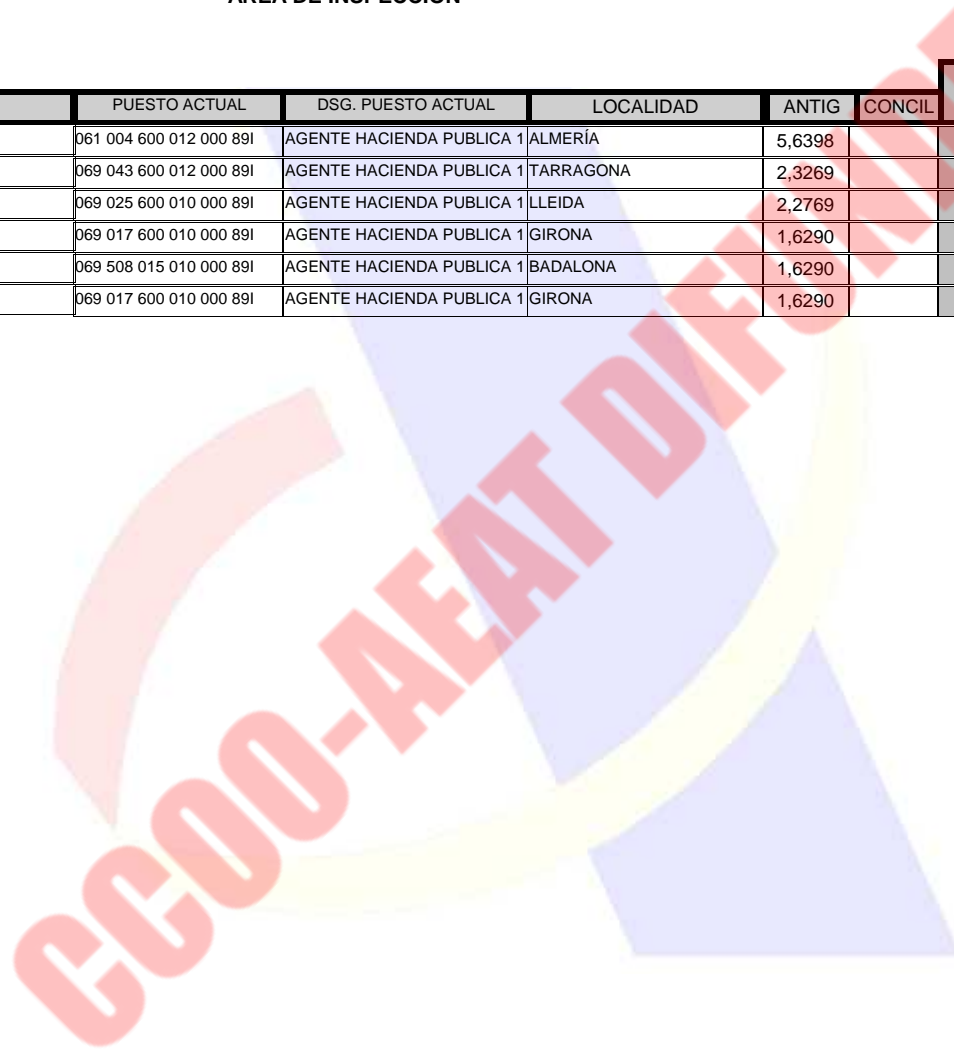 ÁREA DE INSPECCIÓN
PUESTO ACTUAL DSG. PUESTO ACTUAL LOCALIDAD ANTIG CONCIL
061 004 600 012 000 89I AGENTE HACIENDA PUBLICA 1 ALMERÍA 5,6398
069 043 600 012 000 89I AGENTE HACIENDA PUBLICA 1 TARRAGONA 2,3269
069 025 600 010 000 89I AGENTE HACIENDA PUBLICA 1 LLEIDA 2,2769
069 017 600 010 000 89I AGENTE HACIENDA PUBLICA 1 GIRONA 1,6290
069 508 015 010 000 89I AGENTE HACIENDA PUBLICA 1 BADALONA 1,6290
069 017 600 010 000 89I AGENTE HACIENDA PUBLICA 1 GIRONA 1,6290
CCOO-AEAT DIFUND